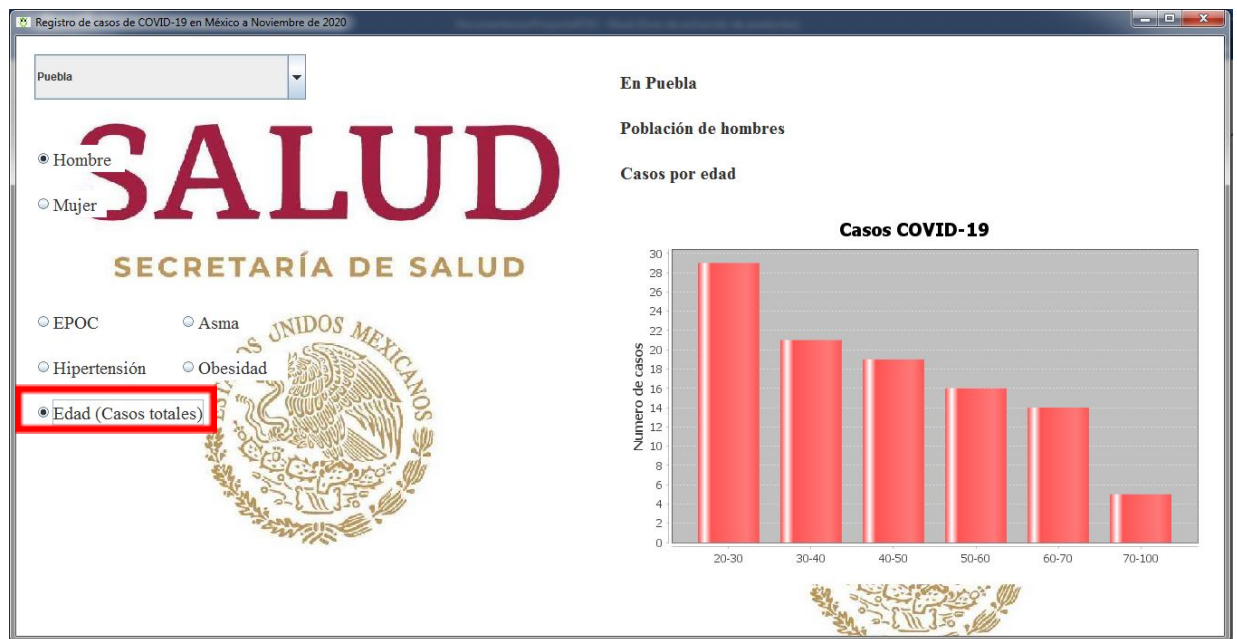 Registro de casos de COVID-19 en México a Noviembre de 2020
Puebla
Hombre
Mujer
SALUD
SECRETARÍA DE SALUD
EPOC
Asma
Hipertensión
Obesidad
Edad (Casos totales)
UNIDOS MEXICANOS
En Puebla
Población de hombres
Casos por edad
Casos COVID-19
Numero de casos
30
28
26
24
22
20
18
16
14
12
10
8
6
4
2
0
20-30 30-40 40-50 50-60 60-70 70-100